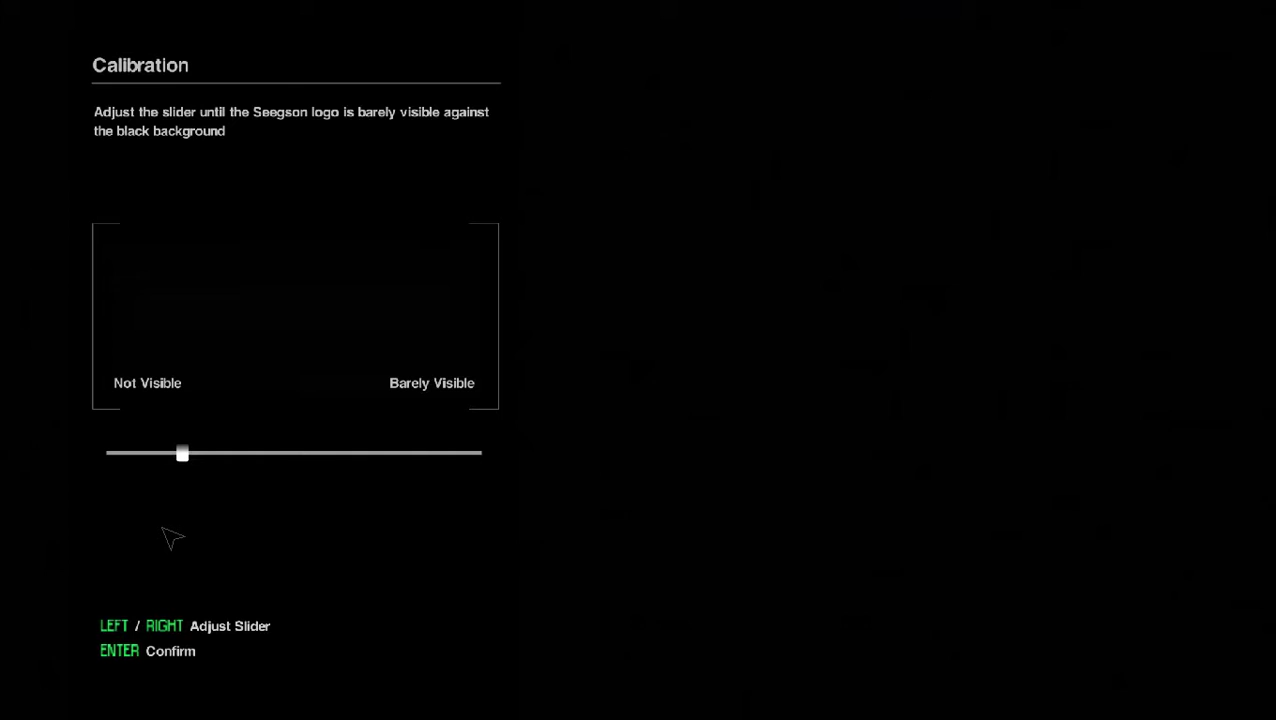 Calibration
Adjust the slider until the Seegson logo is barely visible against
the black background
Not Visible
Barely Visible
LEFT / RIGHT Adjust Slider
ENTER Confirm